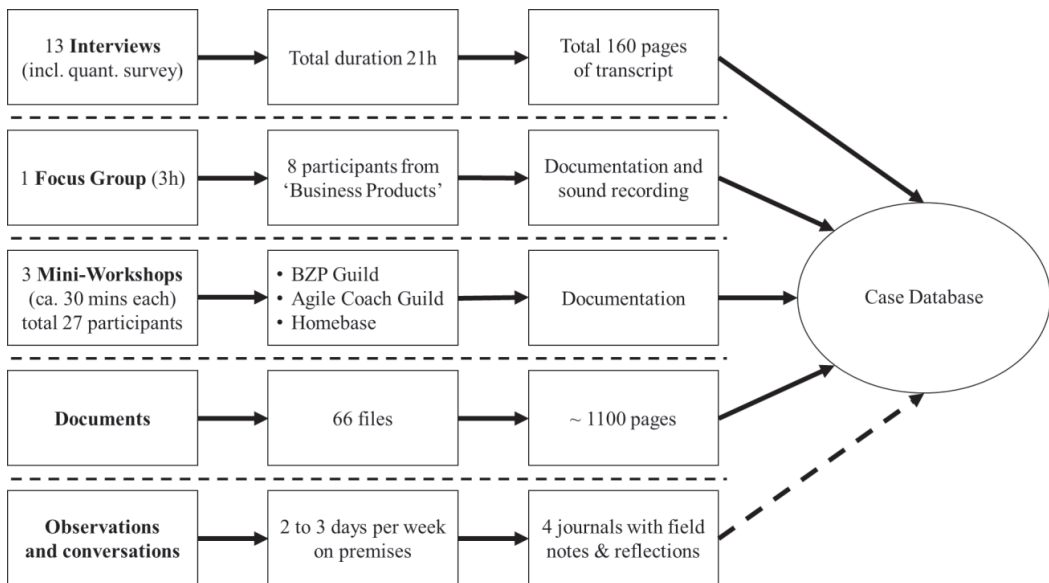 13 Interviews
(incl. quant. survey)
Total duration 21h
Total 160 pages
of transcript
1 Focus Group (3h)
8 participants from
‘Business Products’
Documentation and
sound recording
3 Mini-Workshops
(ca. 30 mins each)
total 27 participants
• BZP Guild
• Agile Coach Guild
• Homebase
Documentation
Case Database
Documents
66 files
~ 1100 pages
Observations
and conversations
2 to 3 days per week
on premises
4 journals with field
notes & reflections